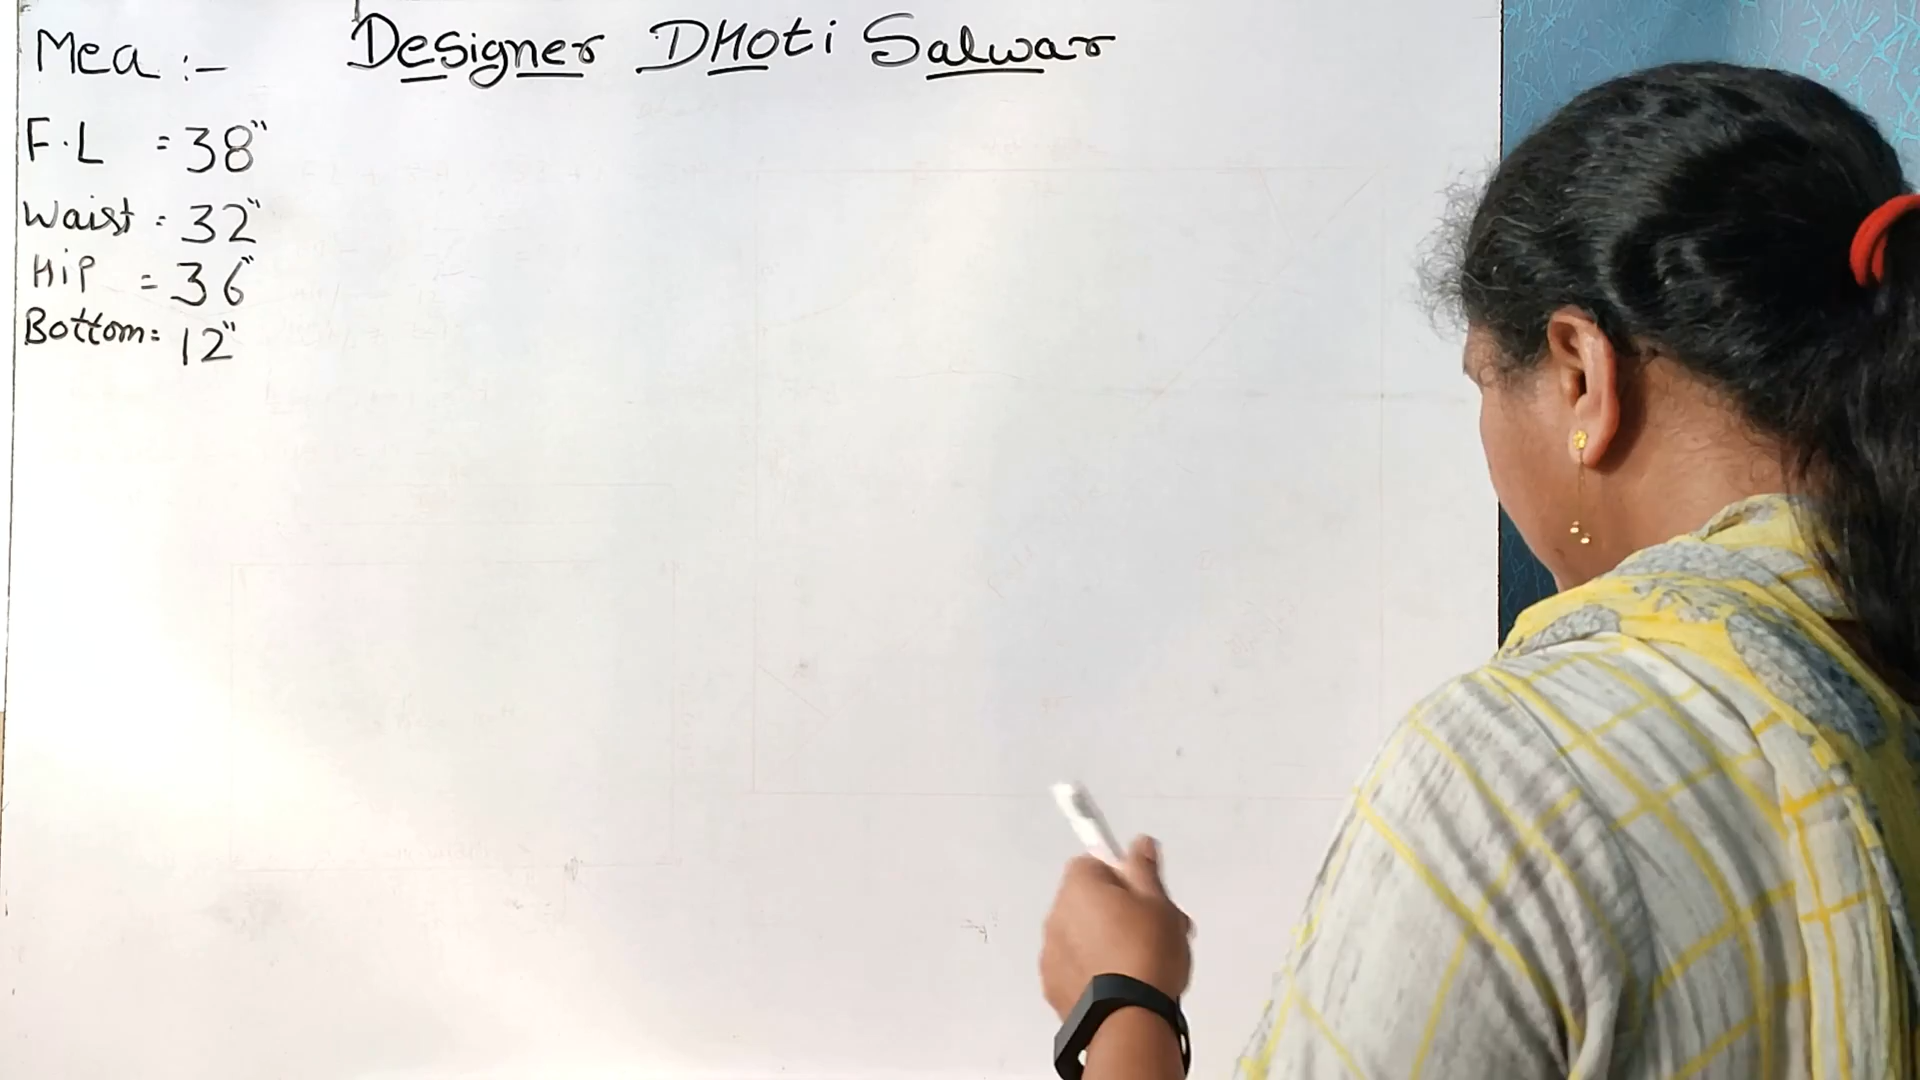 Designer DHoti Salwar
Mea :-
F.L = 38"
Waist = 32"
Hip = 36"
Bottom = 12"